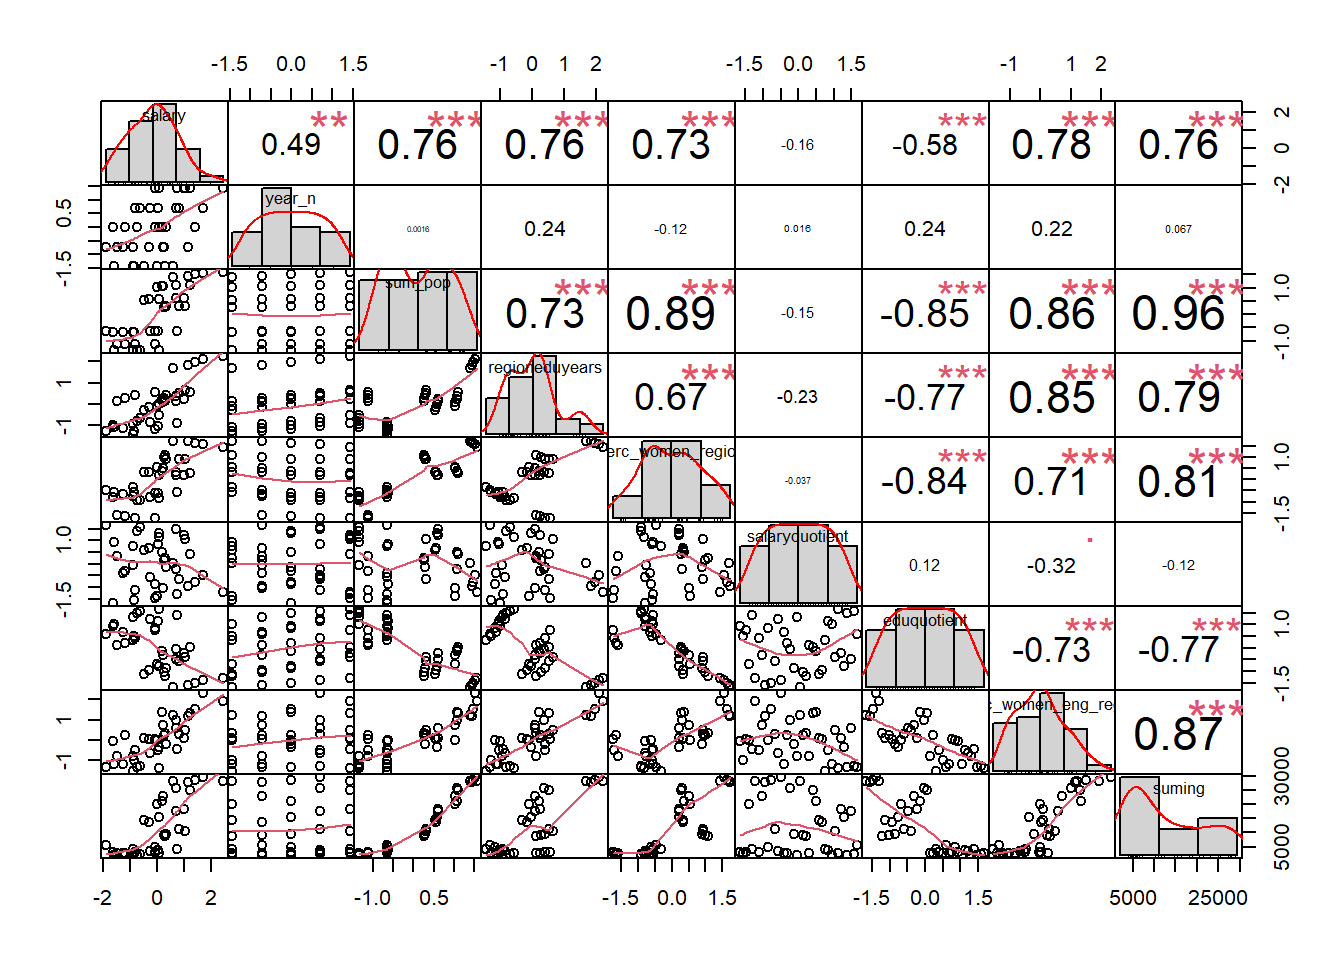 -1.5 0.0 1.5 -1 0 1 2 -1.5 0.0 1.5 -1 1 2
salary 0.49 ** 0.76 *** 0.76 *** 0.73 *** -0.16 -0.58 *** 0.78 *** 0.76 *** -2 0 2
-1.5 0.5 year_n 0.0016 0.24 -0.12 0.016 0.24 0.22 0.067
sum_pop 0.73 *** 0.89 *** -0.15 -0.85 *** 0.86 *** 0.96 *** -1.0 1.0
-1 1 regioneduyears 0.67 *** -0.23 -0.77 *** 0.85 *** 0.79 ***
erc_women_regio -0.037 -0.84 *** 0.71 *** 0.81 *** -1.5 1.0
-1.5 1.0 salaryquotient 0.12 -0.32 . -0.12
eduquotient -0.73 *** -0.77 *** -1.5 1.0
-1 1 c_women_eng_re 0.87 ***
suming 5000 30000
-2 0 2 -1.0 0.5 -1.5 0.0 1.5 -1.5 0.0 1.5 5000 25000